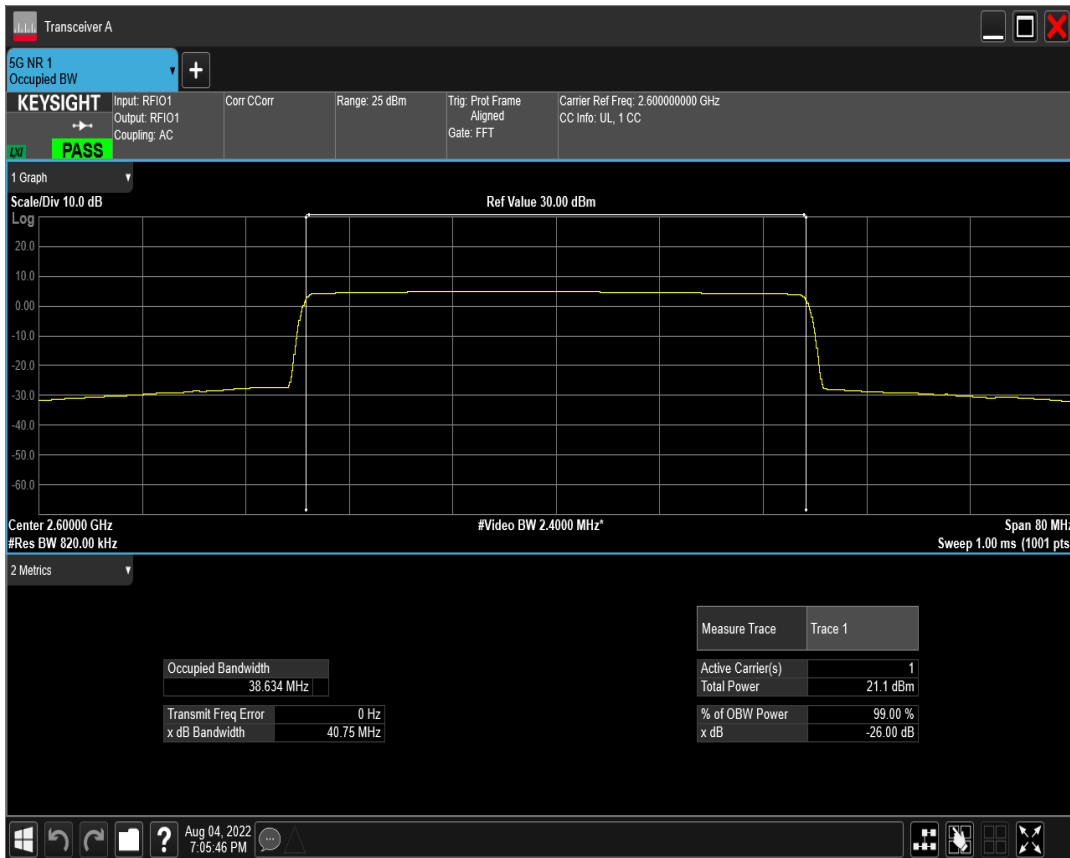 Transceiver A
5G NR 1
Occupied BW
+
KEYSIGHT
LXI
PASS
Input: RFIO1
Output: RFIO1
Coupling: AC
Corr CCorr
Range: 25 dBm
Trig: Prot Frame
Aligned
Gate: FFT
Carrier Ref Freq: 2.600000000 GHz
CC Info: UL, 1 CC
1 Graph
Scale/Div 10.0 dB
Ref Value 30.00 dBm
Log
20.0
10.0
0.00
-10.0
-20.0
-30.0
-40.0
-50.0
-60.0
Center 2.60000 GHz
#Video BW 2.4000 MHz*
Span 80 MHz
#Res BW 820.00 kHz
Sweep 1.00 ms (1001 pts
2 Metrics
Measure Trace Trace 1
Occupied Bandwidth
38.634 MHz
Active Carrier(s) 1
Total Power 21.1 dBm
Transmit Freq Error 0 Hz
x dB Bandwidth 40.75 MHz
% of OBW Power 99.00 %
x dB -26.00 dB
?
Aug 04, 2022
7:05:46 PM